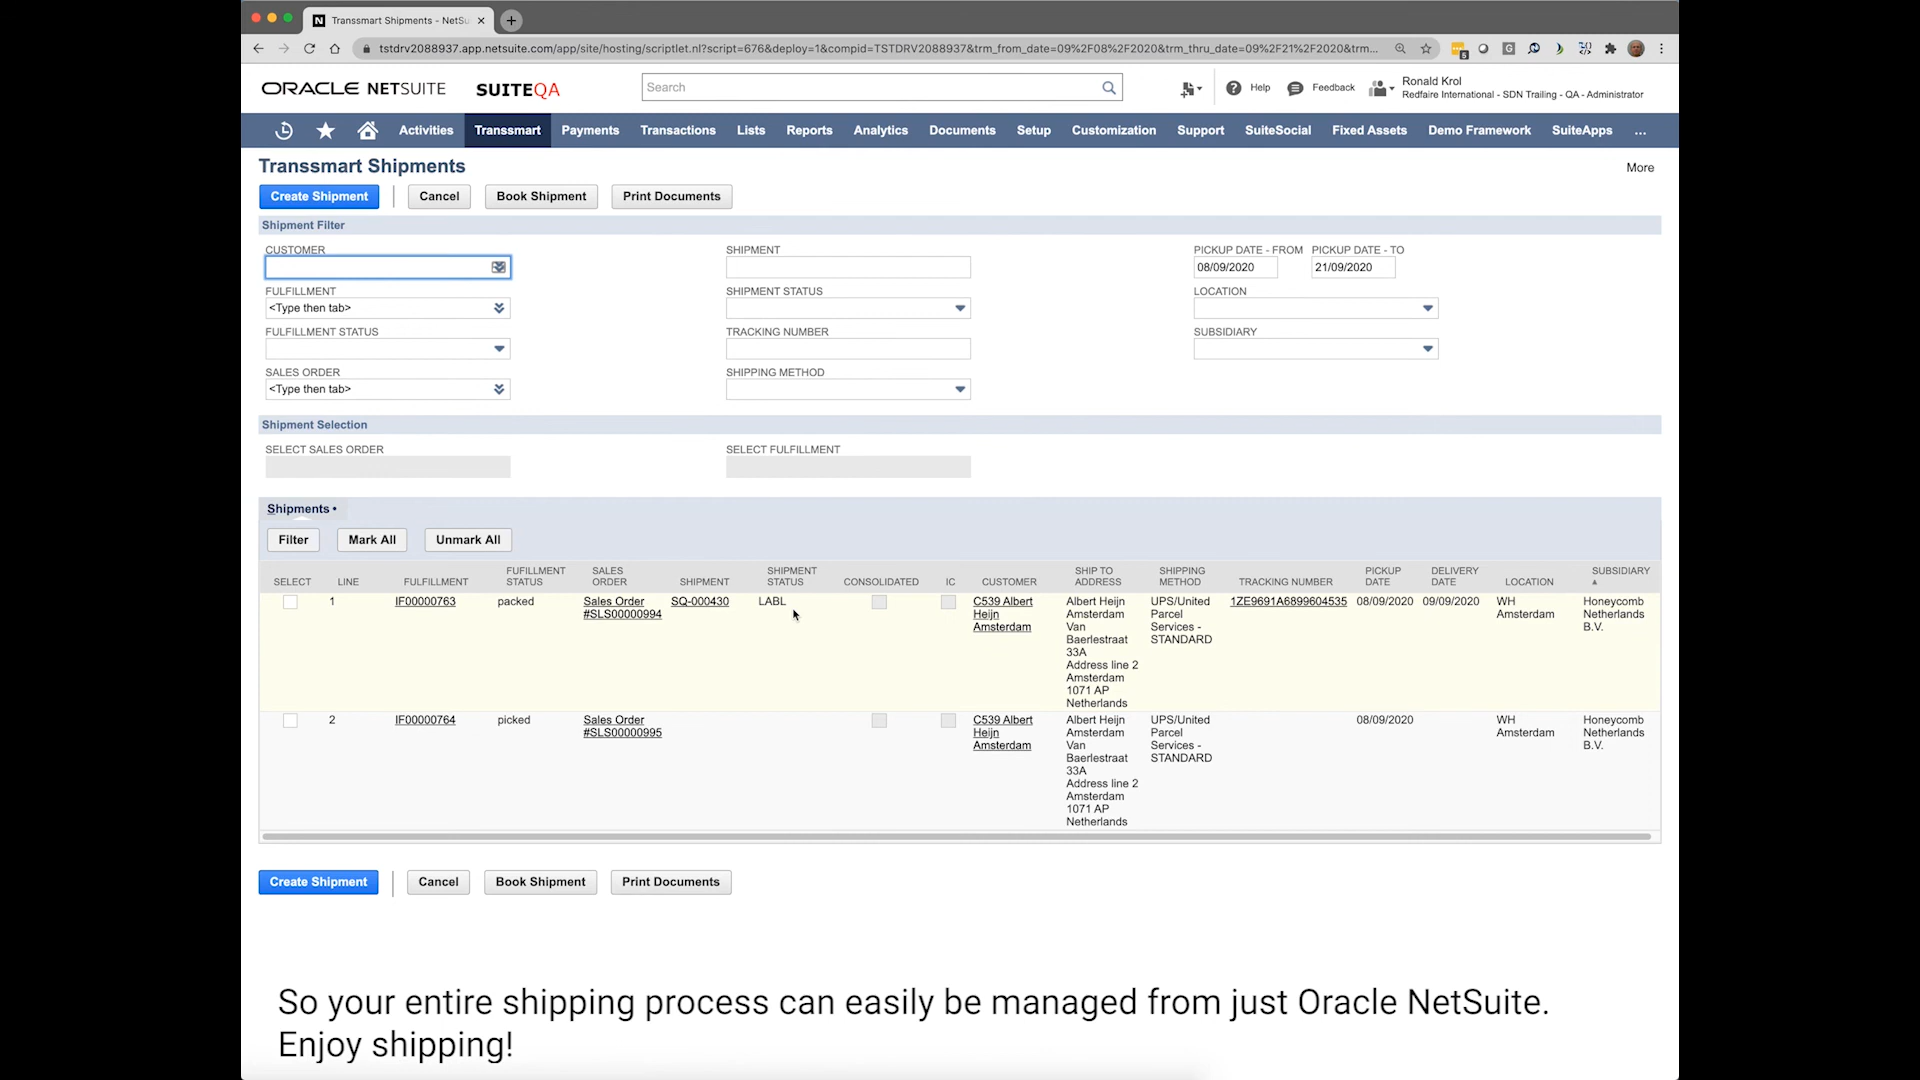 Transsmart Shipments - NetSu
tstdrv2088937.app.netsuite.com/app/site/hosting/scriptlet.nl?script=676&deploy=1&compid=TSTDRV2088937&trm_from_date=09%2F08%2F2020&trm_thru_date=09%2F21%2F2020&trm...
ORACLE NETSUITE SUITEQA Search Help Feedback Ronald Krol
Redfaire International - SDN Trailing - QA - Administrator
Activities Transsmart Payments Transactions Lists Reports Analytics Documents Setup Customization Support SuiteSocial Fixed Assets Demo Framework SuiteApps ...
Transsmart Shipments More
Create Shipment Cancel Book Shipment Print Documents
Shipment Filter
CUSTOMER SHIPMENT PICKUP DATE - FROM PICKUP DATE - TO
08/09/2020 21/09/2020
FULFILLMENT SHIPMENT STATUS LOCATION
<Type then tab>
FULFILLMENT STATUS TRACKING NUMBER SUBSIDIARY
SALES ORDER SHIPPING METHOD
<Type then tab>
Shipment Selection
SELECT SALES ORDER SELECT FULFILLMENT
Shipments •
Filter Mark All Unmark All
FUFILLMENT SALES SHIPMENT SHIP TO SHIPPING PICKUP DELIVERY SUBSIDIARY
SELECT LINE FULFILLMENT STATUS ORDER SHIPMENT STATUS CONSOLIDATED IC CUSTOMER ADDRESS METHOD TRACKING NUMBER DATE DATE LOCATION
1 IF00000763 packed Sales Order SQ-000430 LABL C539 Albert Albert Heijn UPS/United 1ZE9691A6899604535 08/09/2020 09/09/2020 WH Honeycomb
#SLS00000994 Heijn Amsterdam Parcel Amsterdam Netherlands
Amsterdam Van Services - B.V.
Baerlestraat STANDARD
33A
Address line 2
Amsterdam
1071 AP
Netherlands
2 IF00000764 picked Sales Order C539 Albert Albert Heijn UPS/United 08/09/2020 WH Honeycomb
#SLS00000995 Heijn Amsterdam Parcel Amsterdam Netherlands
Amsterdam Van Services - B.V.
Baerlestraat STANDARD
33A
Address line 2
Amsterdam
1071 AP
Netherlands
Create Shipment Cancel Book Shipment Print Documents
So your entire shipping process can easily be managed from just Oracle NetSuite.
Enjoy shipping!